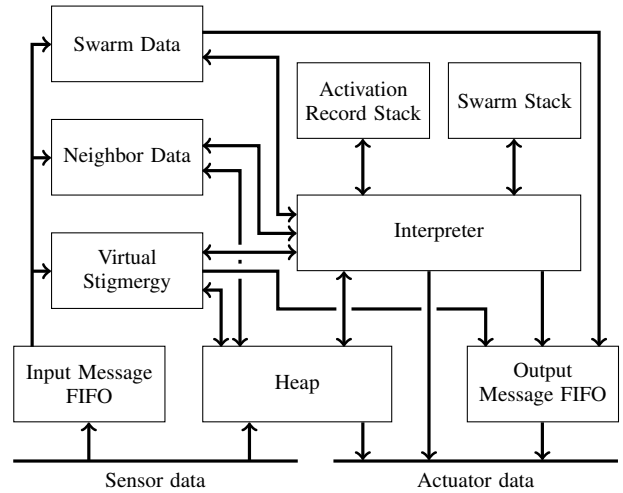 Swarm Data
Activation
Record Stack
Swarm Stack
Neighbor Data
Interpreter
Virtual
Stigmergy
Input Message
FIFO
Heap
Output
Message FIFO
Sensor data
Actuator data